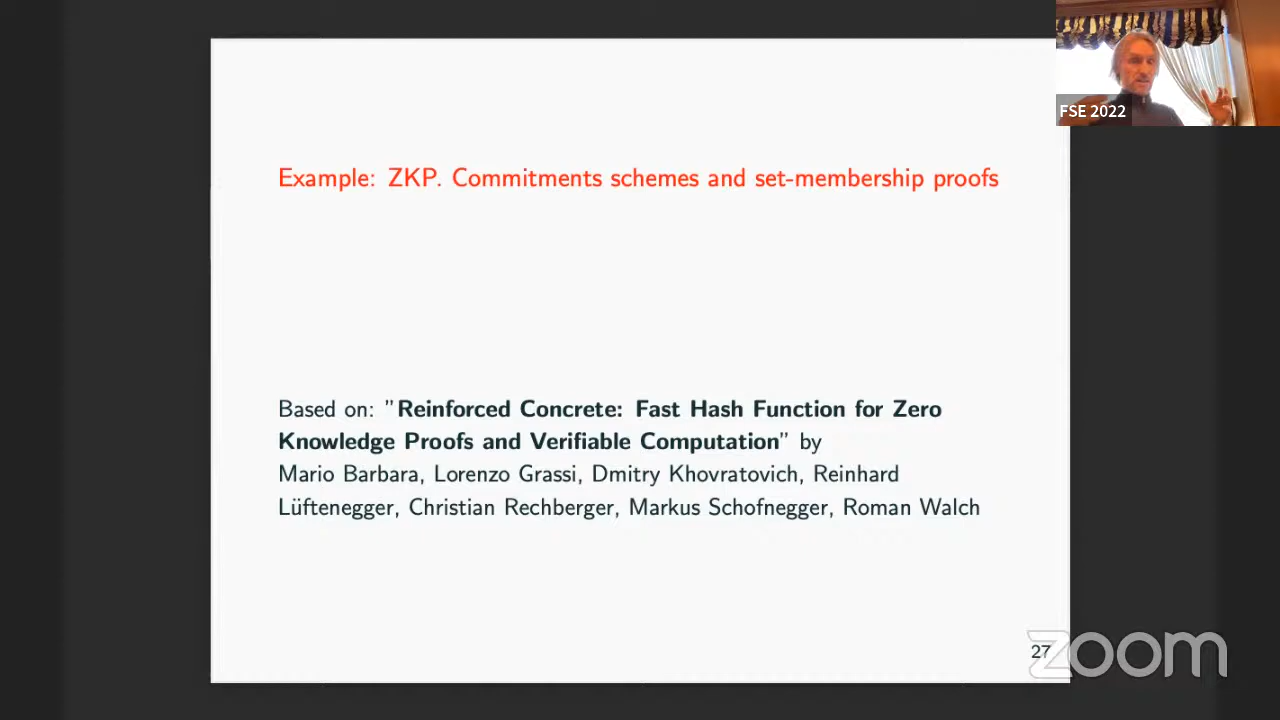 FSE 2022
Example: ZKP. Commitments schemes and set-membership proofs
Based on: "Reinforced Concrete: Fast Hash Function for Zero
Knowledge Proofs and Verifiable Computation" by
Mario Barbara, Lorenzo Grassi, Dmitry Khovratovich, Reinhard
Lüftenegger, Christian Rechberger, Markus Schofnegger, Roman Walch
27
zoom